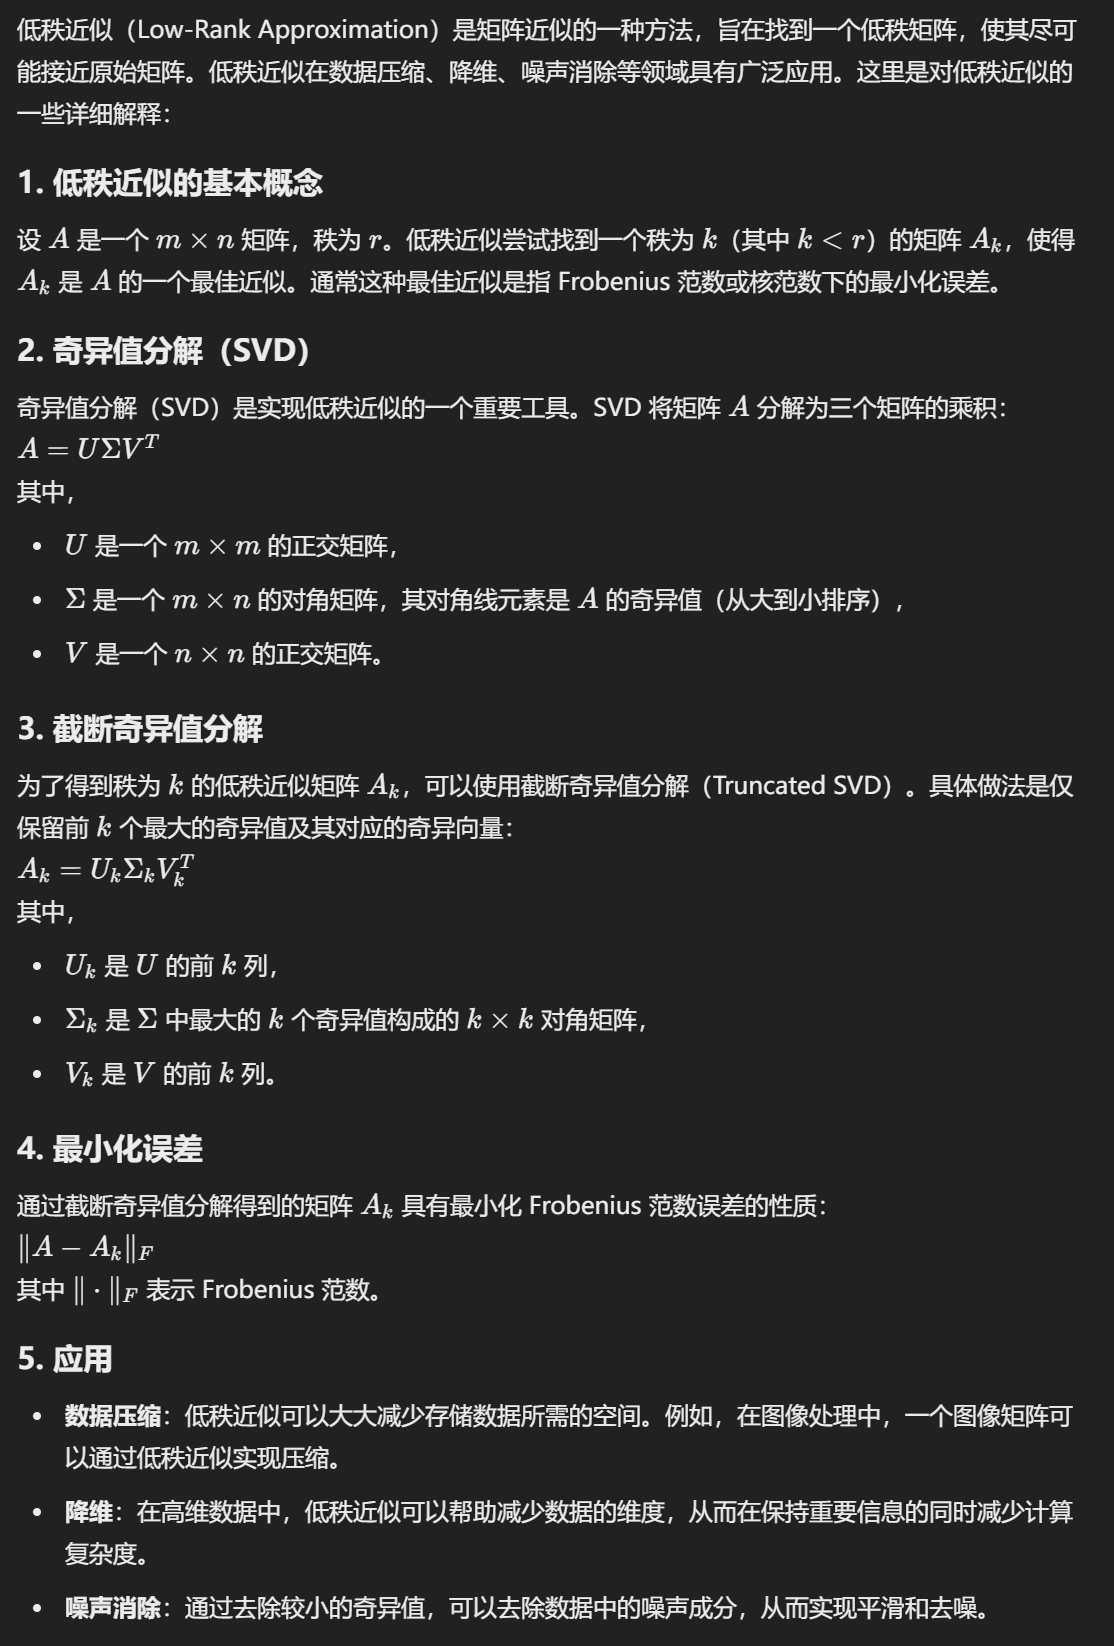 低秩近似（Low-Rank Approximation）是矩阵近似的一种方法，旨在找到一个低秩矩阵，使其尽可
能接近原始矩阵。低秩近似在数据压缩、降维、噪声消除等领域具有广泛应用。这里是对低秩近似的
一些详细解释：
1. 低秩近似的基本概念
设 A 是一个 m × n 矩阵，秩为 r。低秩近似尝试找到一个秩为 k（其中 k < r）的矩阵 A_k，使得
A_k 是 A 的一个最佳近似。通常这种最佳近似是指 Frobenius 范数或核范数下的最小化误差。
2. 奇异值分解（SVD）
奇异值分解（SVD）是实现低秩近似的一个重要工具。SVD 将矩阵 A 分解为三个矩阵的乘积：
A = UΣV^T
其中，
• U 是一个 m × m 的正交矩阵，
• Σ 是一个 m × n 的对角矩阵，其对角线元素是 A 的奇异值（从大到小排序），
• V 是一个 n × n 的正交矩阵。
3. 截断奇异值分解
为了得到秩为 k 的低秩近似矩阵 A_k，可以使用截断奇异值分解（Truncated SVD）。具体做法是仅
保留前 k 个最大的奇异值及其对应的奇异向量：
A_k = U_kΣ_kV_k^T
其中，
• U_k 是 U 的前 k 列，
• Σ_k 是 Σ 中最大的 k 个奇异值构成的 k × k 对角矩阵，
• V_k 是 V 的前 k 列。
4. 最小化误差
通过截断奇异值分解得到的矩阵 A_k 具有最小化 Frobenius 范数误差的性质：
‖A − A_k‖_F
其中 ‖ · ‖_F 表示 Frobenius 范数。
5. 应用
• 数据压缩：低秩近似可以大大减少存储数据所需的空间。例如，在图像处理中，一个图像矩阵可
以通过低秩近似实现压缩。
• 降维：在高维数据中，低秩近似可以帮助减少数据的维度，从而在保持重要信息的同时减少计算
复杂度。
• 噪声消除：通过去除较小的奇异值，可以去除数据中的噪声成分，从而实现平滑和去噪。